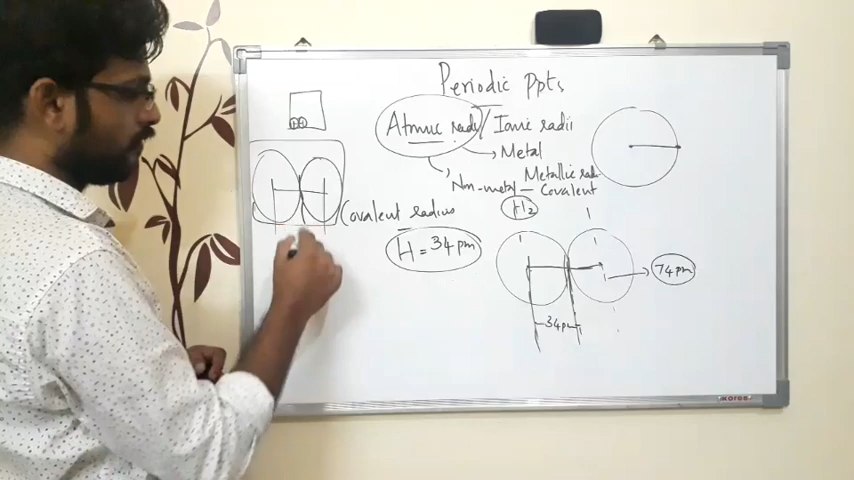 Periodic ppts
Atomic radii / Ionic radii
Metal
Metallic radii
Non-metal — Covalent
H2
Covalent radius
H = 34 pm
74 pm
34 pm
KOROS